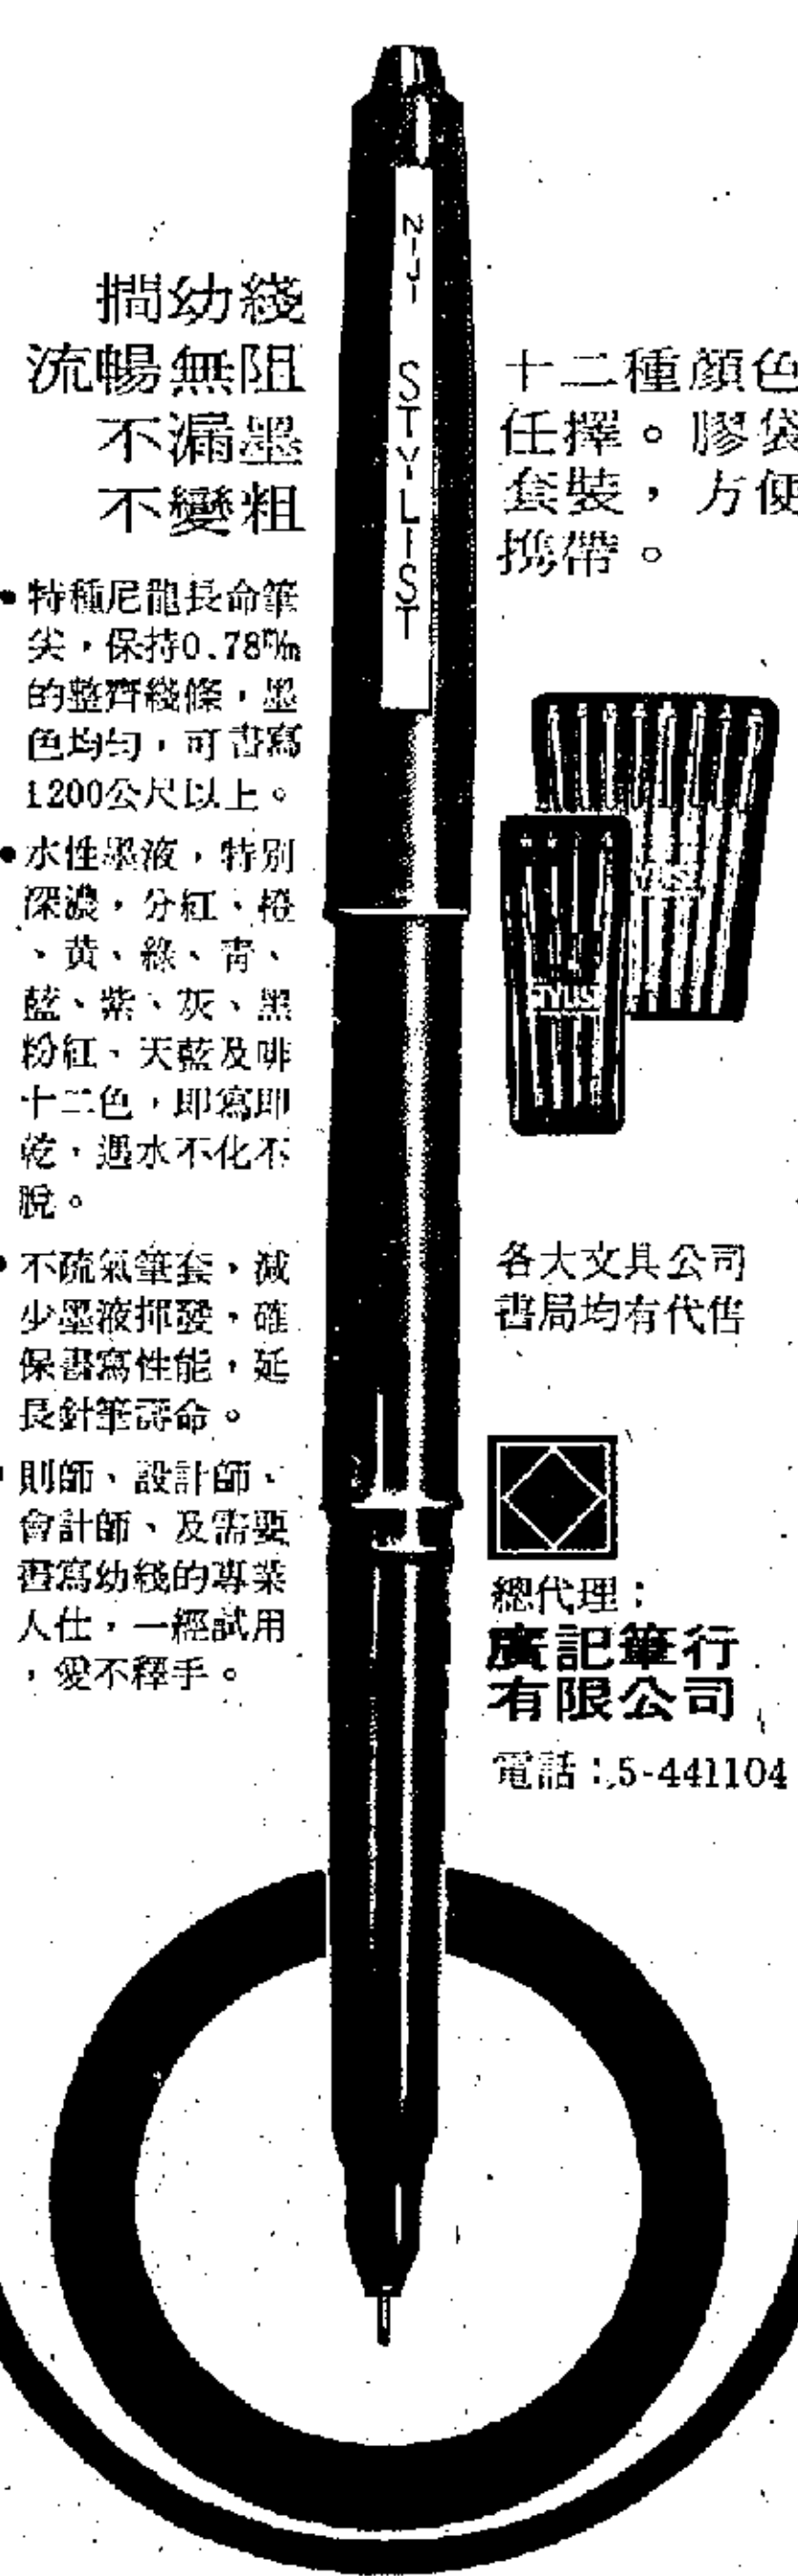 擱幼綫
流暢無阻
不漏墨
不變粗
• 特種尼龍長命筆
尖，保持0.78㎜
的整齊綫條，墨
色均勻，可書寫
1200公尺以上。
• 水性墨液，特別
深濃，分紅、橙
、黃、綠、青、
藍、紫、灰、黑
粉紅、天藍及啡
十二色，即寫即
乾，遇水不化不
脫。
• 不疏氣筆套，減
少墨液揮發，確
保書寫性能，延
長針筆壽命。
• 則師、設計師、
會計師、及需要
書寫幼綫的專業
人仕，一經試用
，愛不釋手。
NIJI STYLIST
十二種顏色
任擇。膠袋
套裝，方便
携帶。
STYLIST
各大文具公司
書局均有代售
總代理：
廣記筆行
有限公司
電話：5-441104